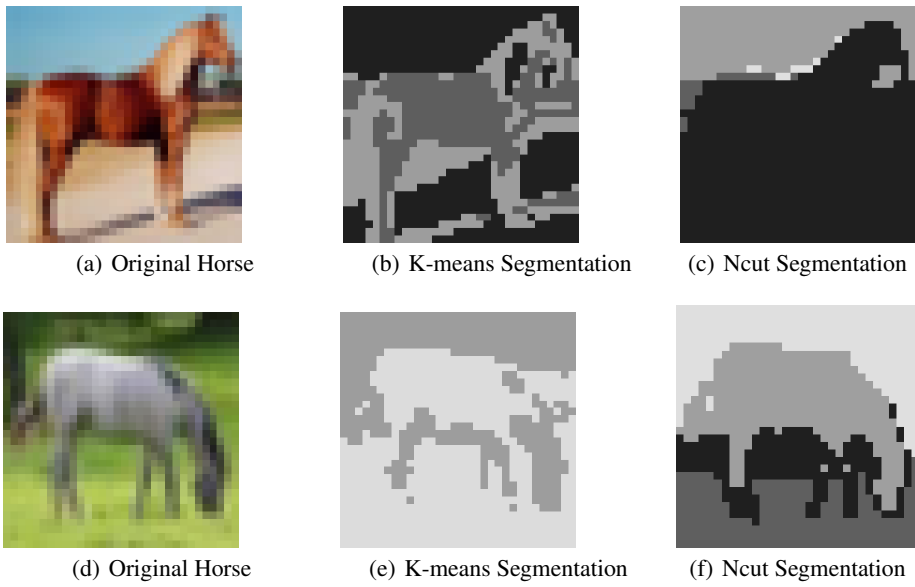 (a) Original Horse
(b) K-means Segmentation
(c) Ncut Segmentation
(d) Original Horse
(e) K-means Segmentation
(f) Ncut Segmentation